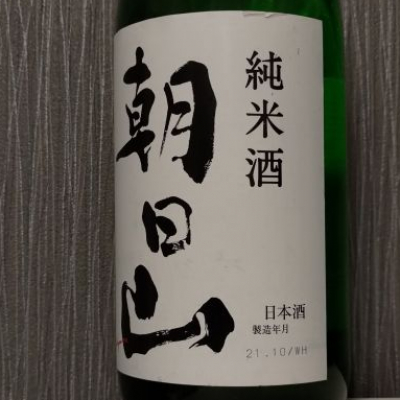 純米酒
朝日山
日本酒
製造年月
21.10/